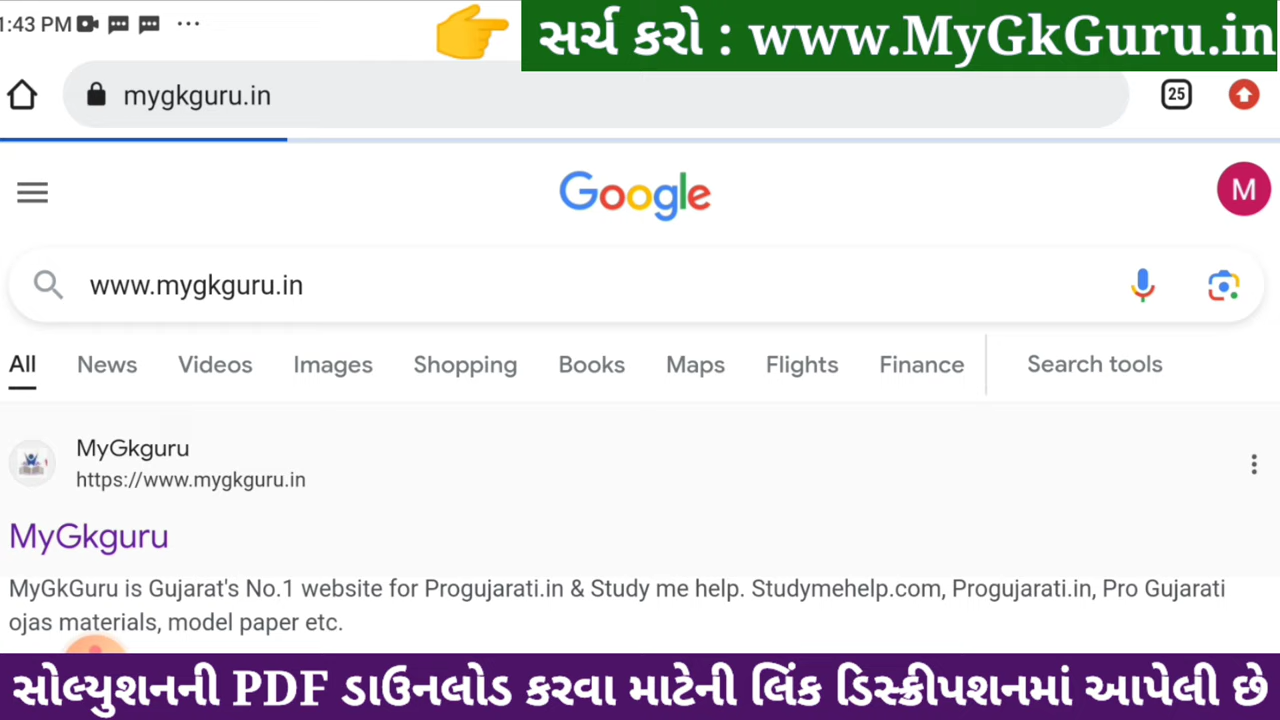 1:43 PM
સર્ચ કરો : www.MyGkGuru.in
mygkguru.in
25
Google
M
www.mygkguru.in
All News Videos Images Shopping Books Maps Flights Finance Search tools
MyGkguru
https://www.mygkguru.in
MyGkguru
MyGkGuru is Gujarat's No.1 website for Progujarati.in & Study me help. Studymehelp.com, Progujarati.in, Pro Gujarati
ojas materials, model paper etc.
સોલ્યુશનની PDF ડાઉનલોડ કરવા માટેની લિંક ડિસ્ક્રીપશનમાં આપેલી છે